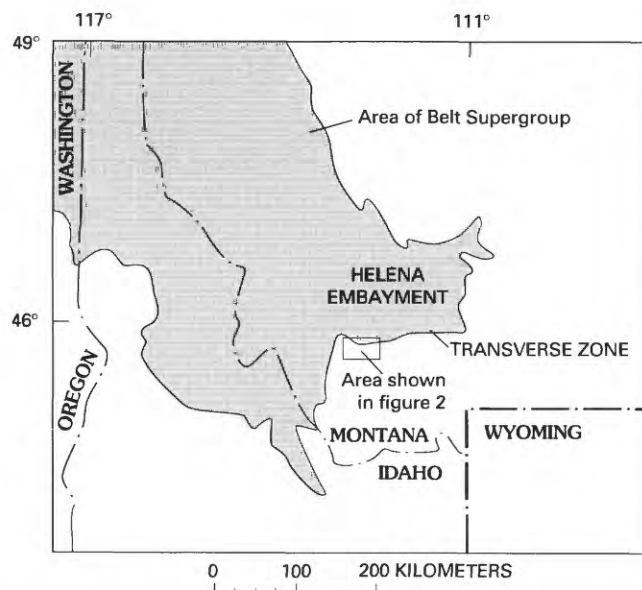 117°
111°
49°
WASHINGTON
Area of Belt Supergroup
HELENA
EMBAYMENT
46°
TRANSVERSE ZONE
Area shown
in figure 2
OREGON
MONTANA
WYOMING
IDAHO
0 100 200 KILOMETERS